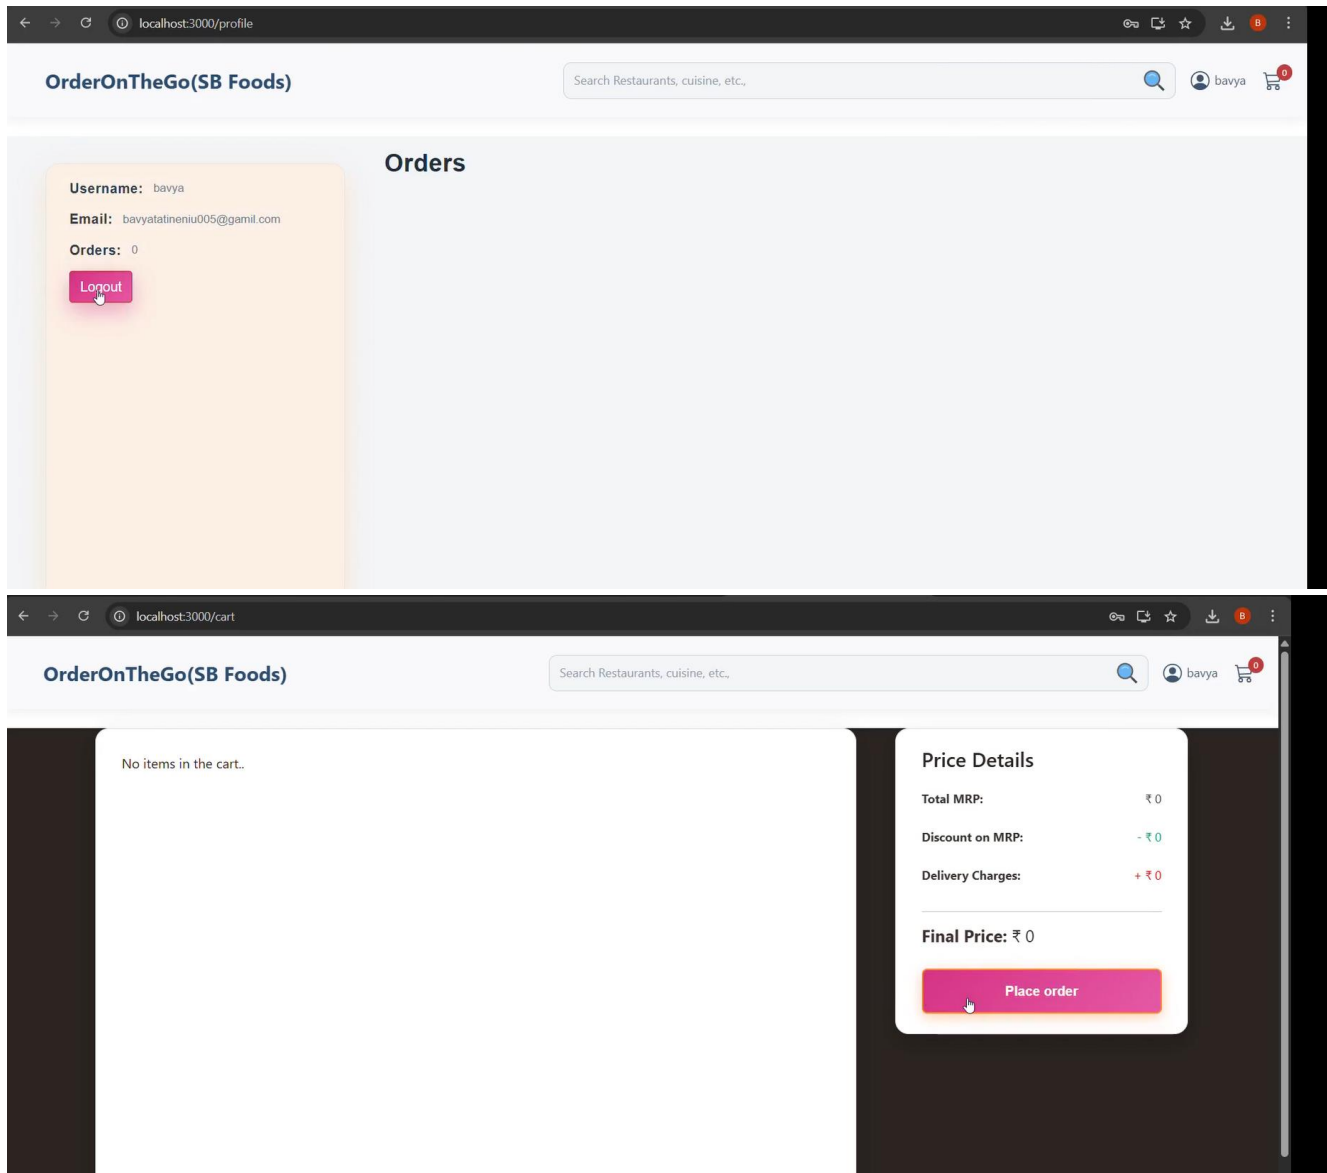 localhost:3000/profile
B
OrderOnTheGo(SB Foods)
Search Restaurants, cuisine, etc.,
bavya
0
Orders
Username: bavya
Email: bavyatatineniu005@gamil.com
Orders: 0
Logout
localhost:3000/cart
B
OrderOnTheGo(SB Foods)
Search Restaurants, cuisine, etc.,
bavya
0
No items in the cart..
Price Details
Total MRP: ₹ 0
Discount on MRP: - ₹ 0
Delivery Charges: + ₹ 0
Final Price: ₹ 0
Place order